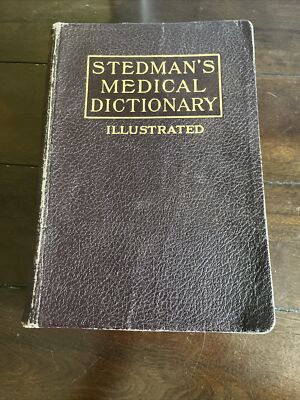 STEDMAN'S
MEDICAL
DICTIONARY
ILLUSTRATED